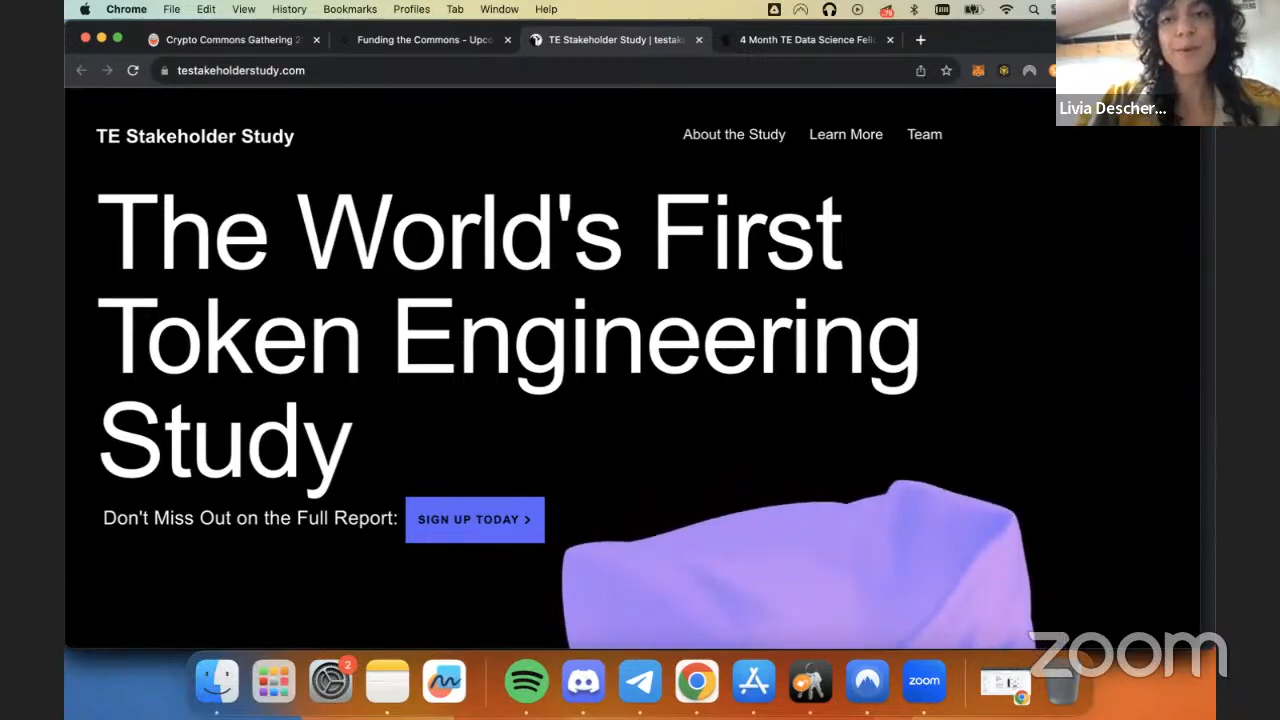 Chrome File Edit View History Bookmarks Profiles Tab Window Help
Crypto Commons Gathering 2
Funding the Commons - Upco
TE Stakeholder Study | testak
4 Month TE Data Science Fell
testakeholderstudy.com
Livia Descher...
TE Stakeholder Study
About the Study Learn More Team
The World's First
Token Engineering
Study
Don't Miss Out on the Full Report: SIGN UP TODAY >
zoom
2
zoom